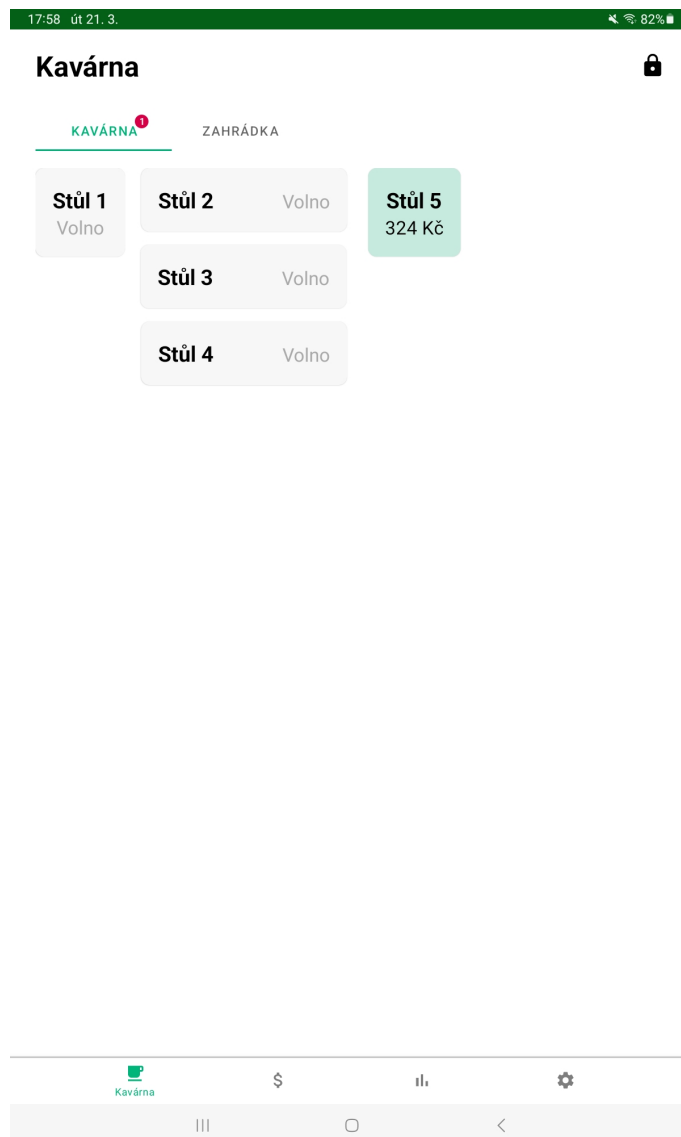 17:58 út 21. 3. 82%
Kavárna
KAVÁRNA 1 ZAHRÁDKA
Stůl 1
Volno
Stůl 2 Volno
Stůl 5
324 Kč
Stůl 3 Volno
Stůl 4 Volno
$
Kavárna